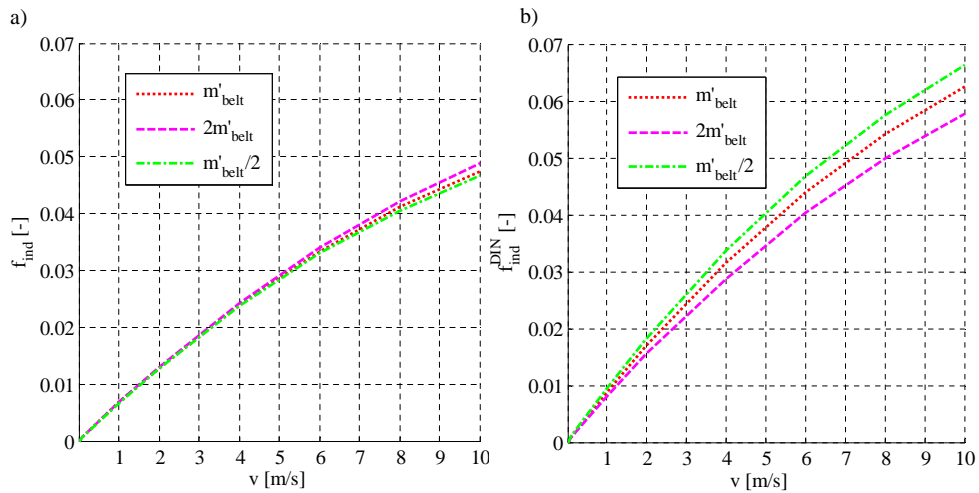 a)
0.07
0.06
0.05
0.04
0.03
0.02
0.01
0
f_ind [-]
m'_belt
2m'_belt
m'_belt/2
1 2 3 4 5 6 7 8 9 10
v [m/s]
b)
0.07
0.06
0.05
0.04
0.03
0.02
0.01
0
f_ind^DIN [-]
m'_belt
2m'_belt
m'_belt/2
1 2 3 4 5 6 7 8 9 10
v [m/s]